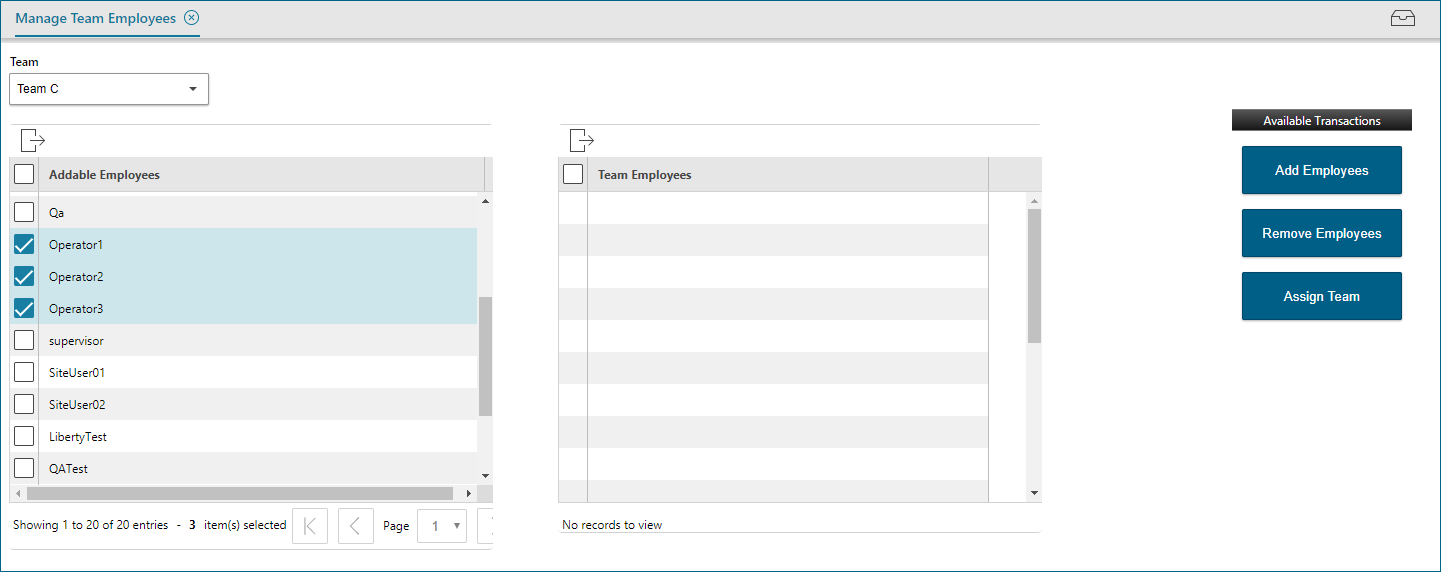 Manage Team Employees
Team
Team C
Available Transactions
Addable Employees
Team Employees
Add Employees
Qa
Operator1
Remove Employees
Operator2
Operator3
Assign Team
supervisor
SiteUser01
SiteUser02
LibertyTest
QATest
Showing 1 to 20 of 20 entries - 3 item(s) selected Page 1
No records to view